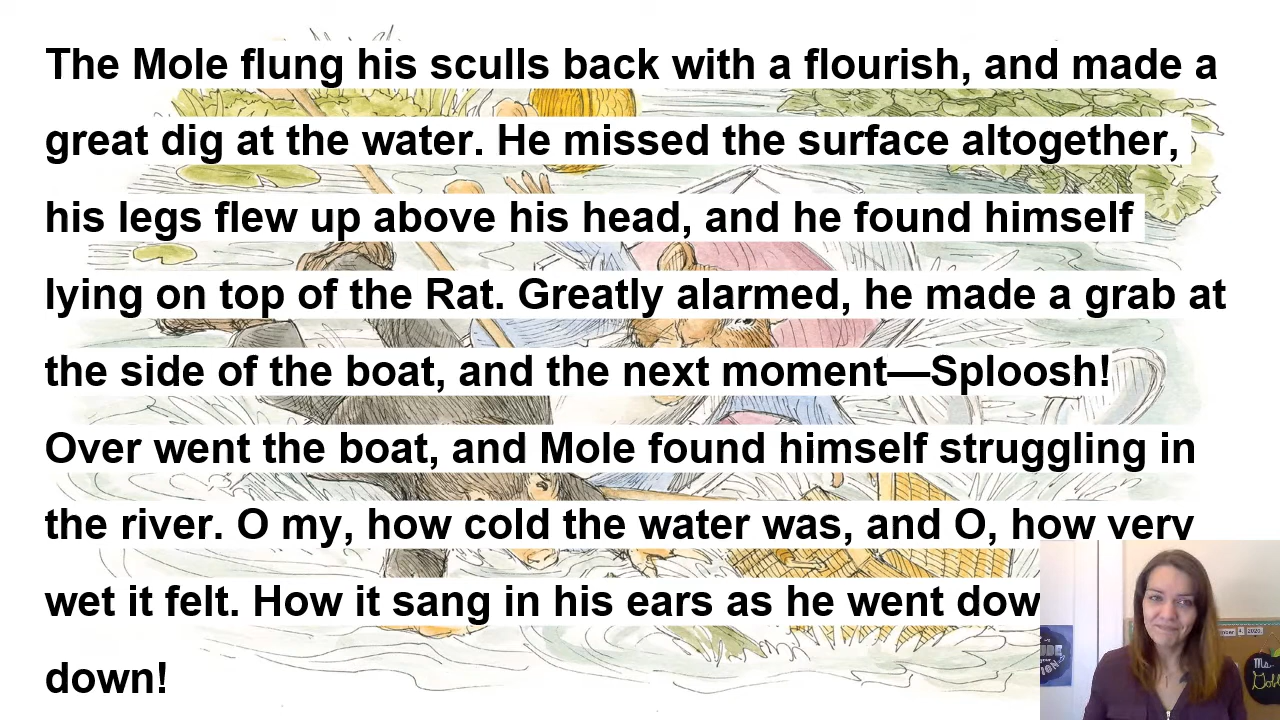 The Mole flung his sculls back with a flourish, and made a
great dig at the water. He missed the surface altogether,
his legs flew up above his head, and he found himself
lying on top of the Rat. Greatly alarmed, he made a grab at
the side of the boat, and the next moment—Sploosh!
Over went the boat, and Mole found himself struggling in
the river. O my, how cold the water was, and O, how very
wet it felt. How it sang in his ears as he went
down!
4, 2020
Ms.